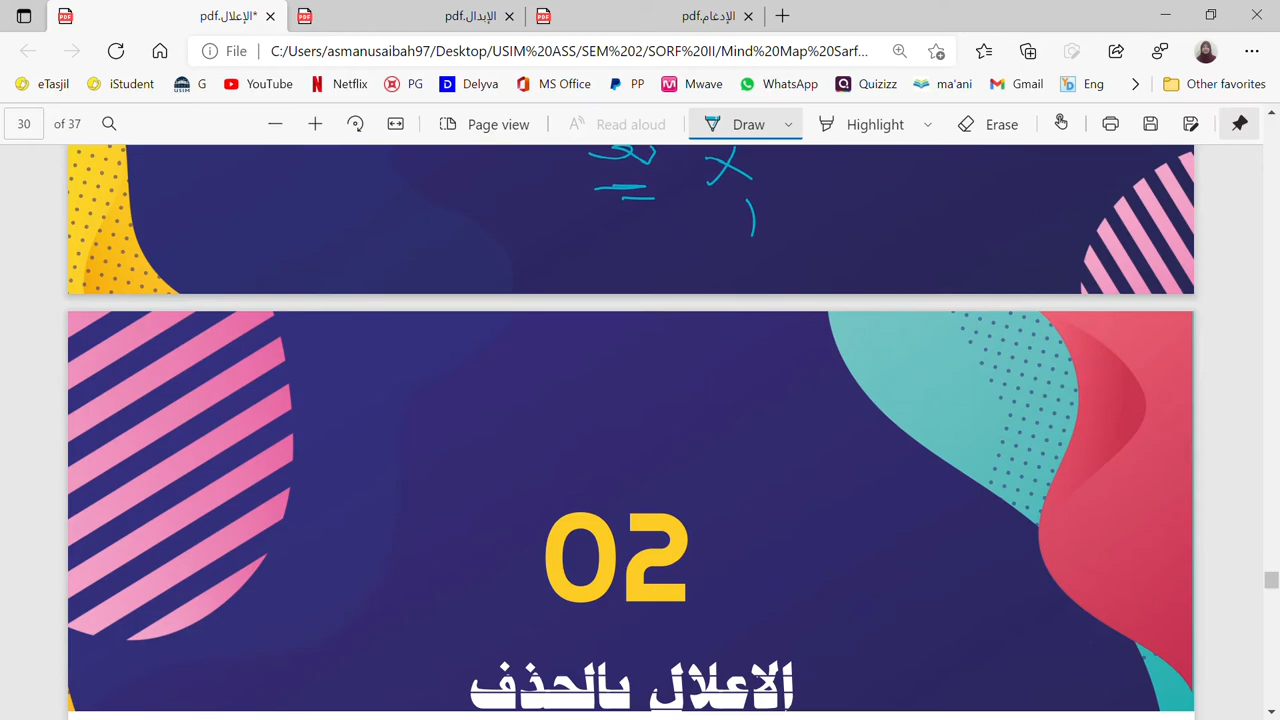 *الإعلال.pdf
الإبدال.pdf
الإدغام.pdf
File C:/Users/asmanusaibah97/Desktop/USIM%20ASS/SEM%202/SORF%20II/Mind%20Map%20Sarf...
eTasjil iStudent G YouTube Netflix PG Delyva MS Office PP Mwave WhatsApp Quizizz ma'ani Gmail Eng Other favorites
30 of 37 Page view Read aloud Draw Highlight Erase
02
الإعلال بالحذف